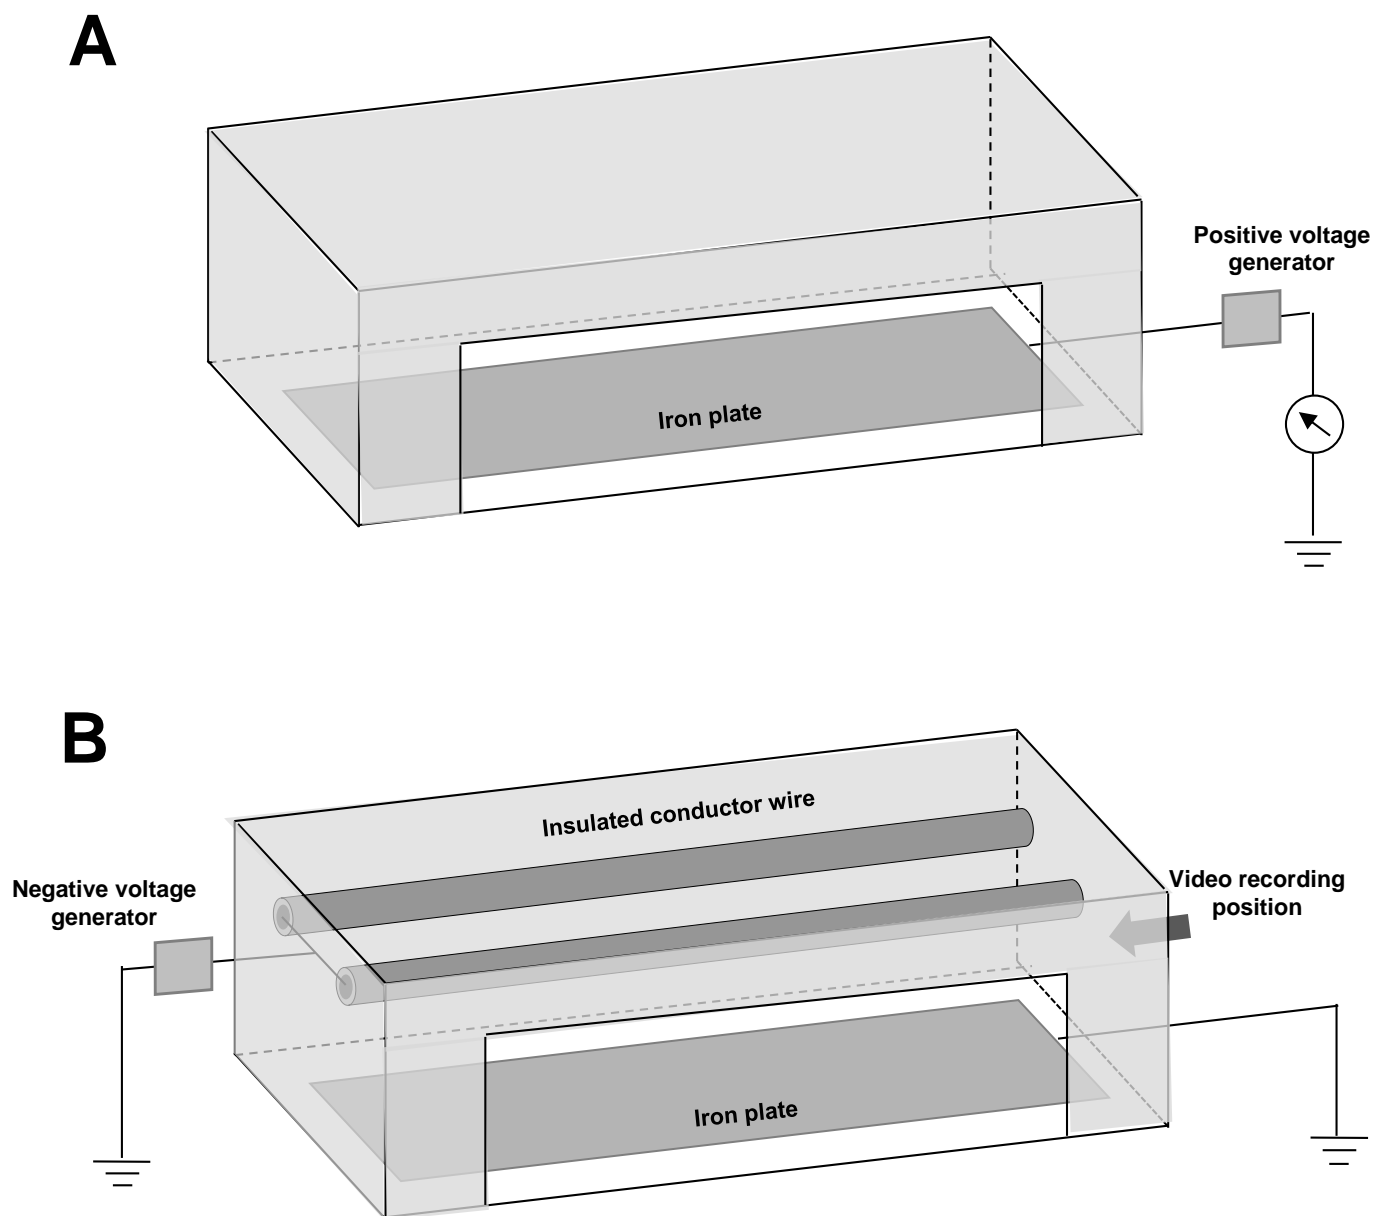 A
Positive voltage
generator
Iron plate
B
Insulated conductor wire
Negative voltage
generator
Video recording
position
Iron plate